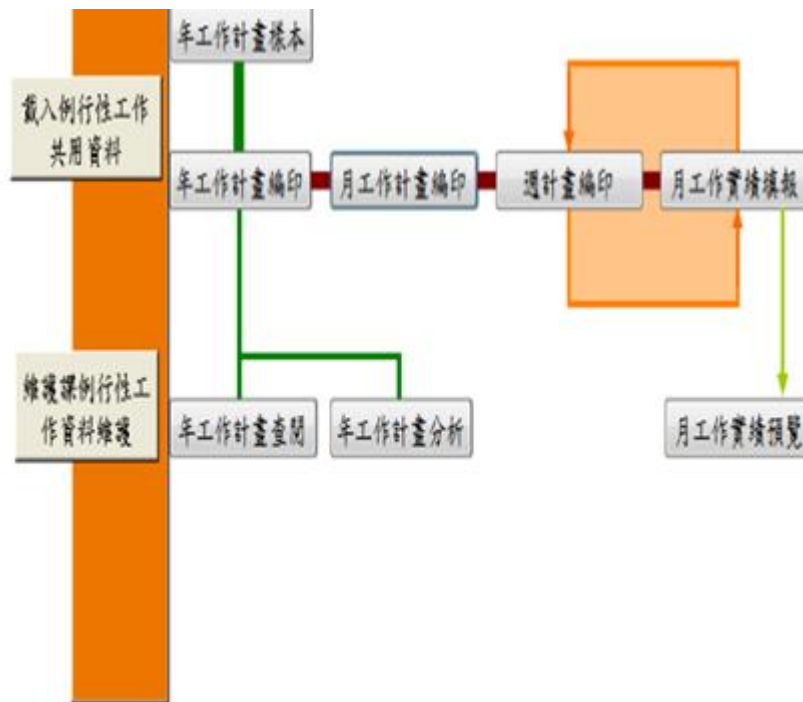 年工作計畫樣本
載入例行性工作
共用資料
年工作計畫編印
月工作計畫編印
週計畫編印
月工作實績填報
維護課例行性工
作資料維護
年工作計畫查閱
年工作計畫分析
月工作實績預覽